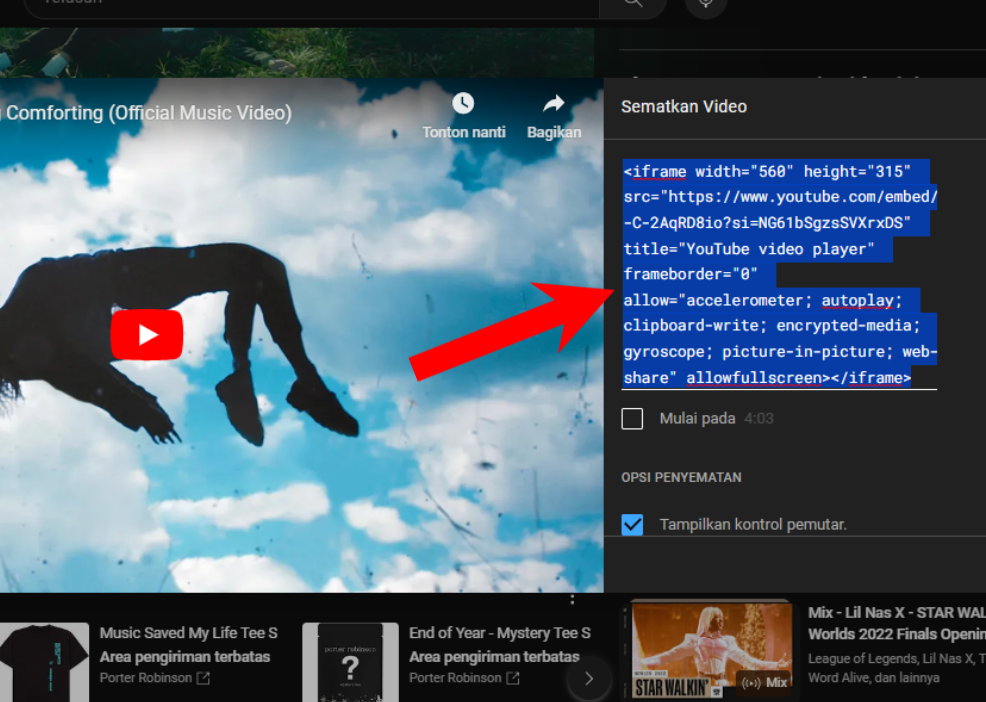 Telusuri
Comforting (Official Music Video)
Tonton nanti
Bagikan
Sematkan Video
<iframe width="560" height="315"
src="https://www.youtube.com/embed/
-C-2AqRD8io?si=NG61bSgzsSVXrxDS"
title="YouTube video player"
frameborder="0"
allow="accelerometer; autoplay;
clipboard-write; encrypted-media;
gyroscope; picture-in-picture; web-
share" allowfullscreen></iframe>
Mulai pada 4:03
OPSI PENYEMATAN
Tampilkan kontrol pemutar.
Music Saved My Life Tee S
Area pengiriman terbatas
Porter Robinson
porter robinson
?
End of Year - Mystery Tee S
Area pengiriman terbatas
Porter Robinson
WORLDS 2022
STAR WALKIN'
Mix
Mix - Lil Nas X - STAR WAL
Worlds 2022 Finals Openin
League of Legends, Lil Nas X, T
Word Alive, dan lainnya